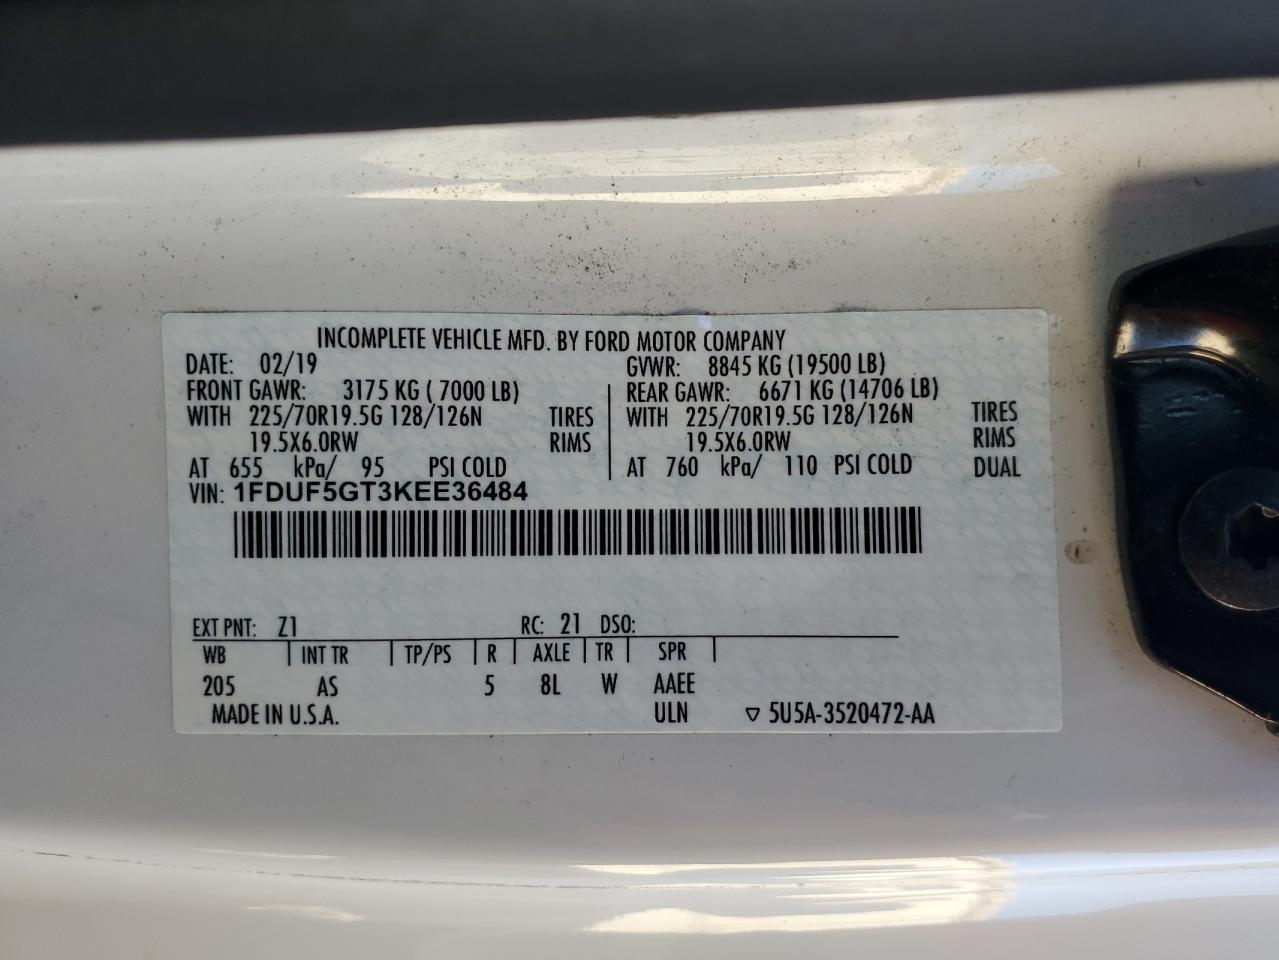 INCOMPLETE VEHICLE MFD. BY FORD MOTOR COMPANY
DATE: 02/19 GVWR: 8845 KG (19500 LB)
FRONT GAWR: 3175 KG ( 7000 LB) REAR GAWR: 6671 KG (14706 LB)
WITH 225/70R19.5G 128/126N TIRES WITH 225/70R19.5G 128/126N TIRES
19.5X6.0RW RIMS 19.5X6.0RW RIMS
AT 655 kPa/ 95 PSI COLD AT 760 kPa/ 110 PSI COLD DUAL
VIN: 1FDUF5GT3KEE36484
EXT PNT: Z1 RC: 21 DSO:
WB INT TR TP/PS R AXLE TR SPR
205 AS 5 8L W AAEE
MADE IN U.S.A. ULN ▽ 5U5A-3520472-AA